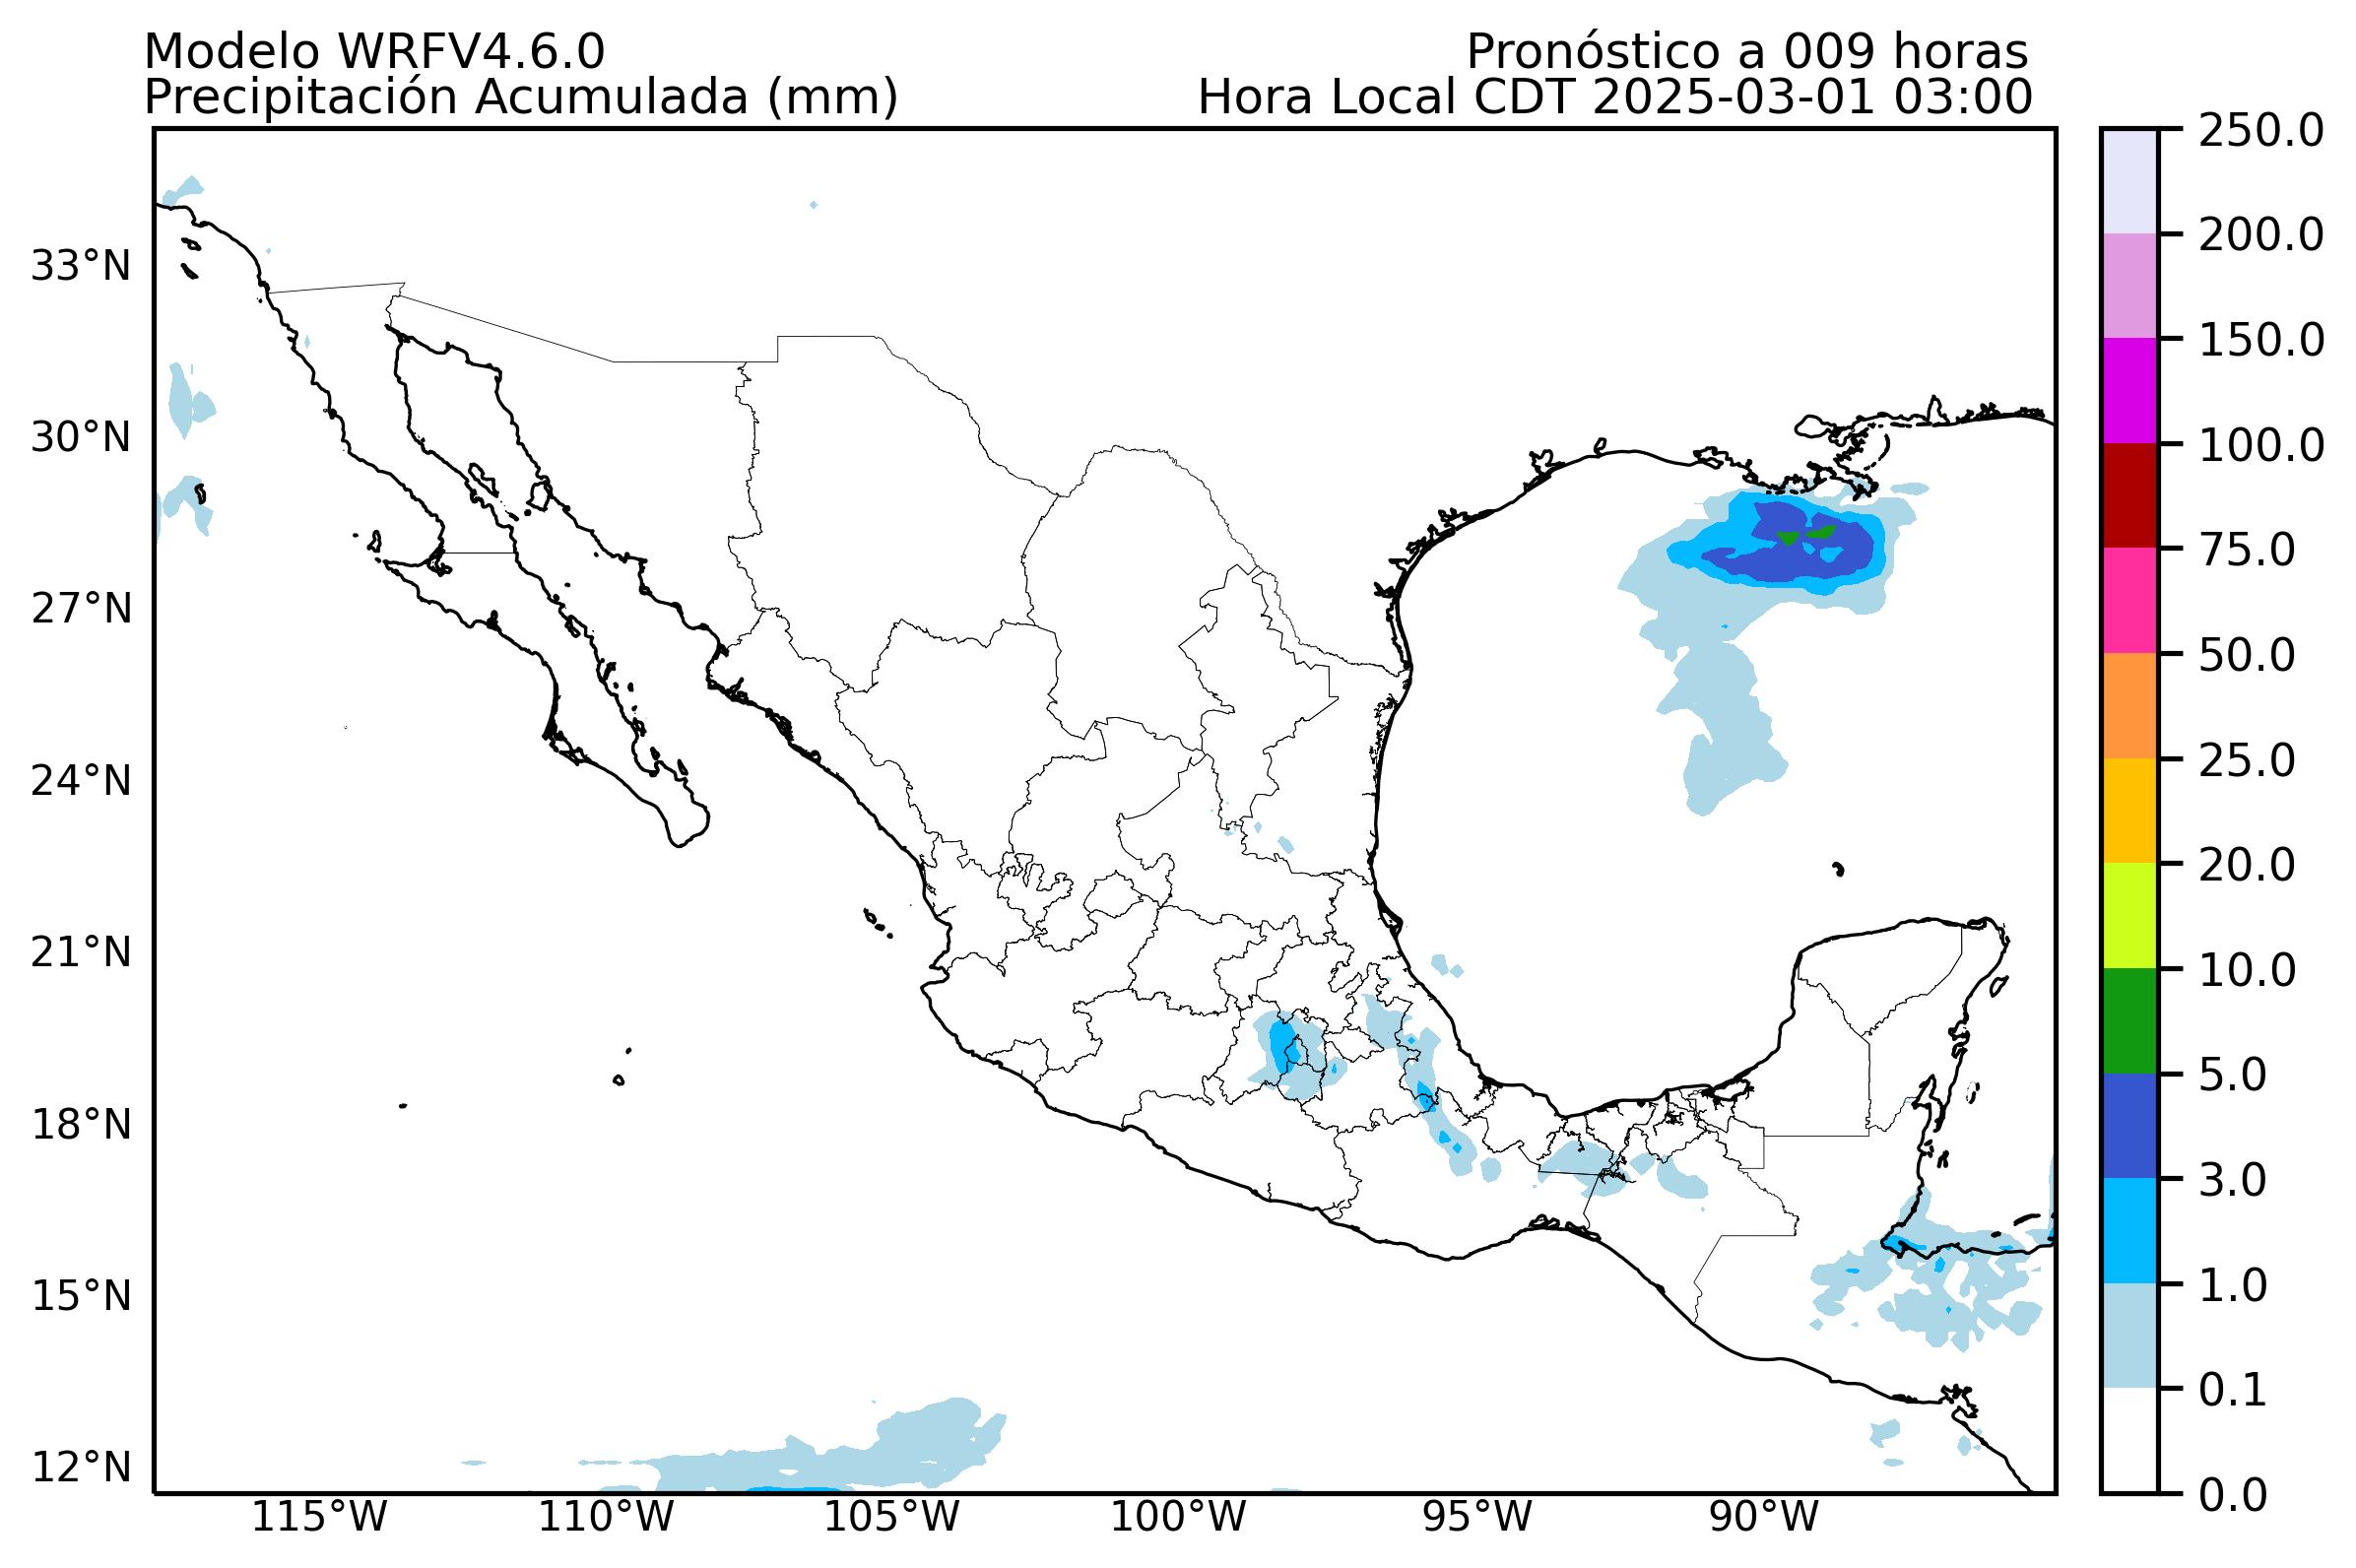 Modelo WRFV4.6.0
Pronóstico a 009 horas
Precipitación Acumulada (mm)
Hora Local CDT 2025-03-01 03:00
33°N
30°N
27°N
24°N
21°N
18°N
15°N
12°N
115°W
110°W
105°W
100°W
95°W
90°W
250.0
200.0
150.0
100.0
75.0
50.0
25.0
20.0
10.0
5.0
3.0
1.0
0.1
0.0